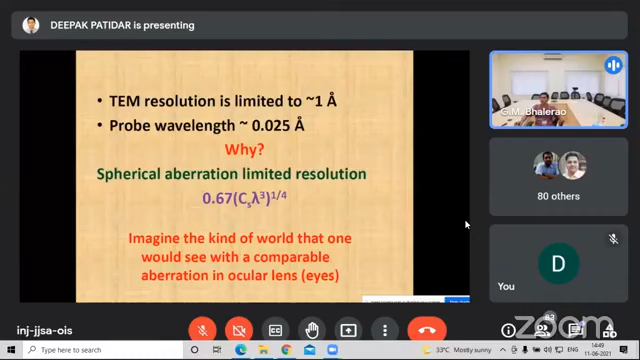 DEEPAK PATIDAR is presenting
• TEM resolution is limited to ~1 Å
• Probe wavelength ~ 0.025 Å
Why?
Spherical aberration limited resolution
0.67(Csλ³)¹/⁴
Imagine the kind of world that one
would see with a comparable
aberration in ocular lens (eyes)
G.M. Bhalerao
80 others
D
You
inj-jjsa-ois
83
zoom
Type here to search
33°C Mostly sunny
ENG
14:49
11-06-2021